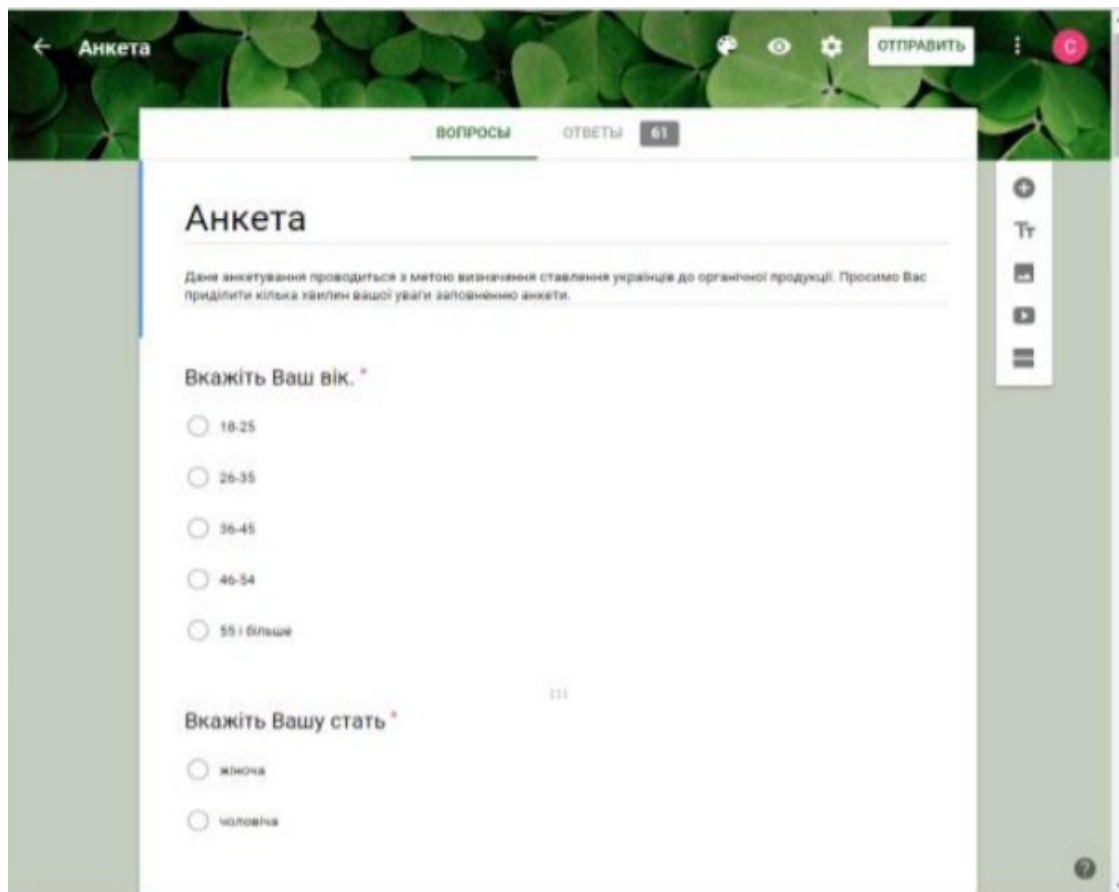 Анкета
ОТПРАВИТЬ
С
ВОПРОСЫ
ОТВЕТЫ 61
Анкета
Дане анкетування проводиться з метою визначення ставлення українців до органічної продукції. Просимо Вас
приділити кілька хвилин вашої уваги заповненню анкети.
Tт
Вкажіть Ваш вік. *
18-25
26-35
36-45
46-54
55 і більше
Вкажіть Вашу стать *
жіноча
чоловіча